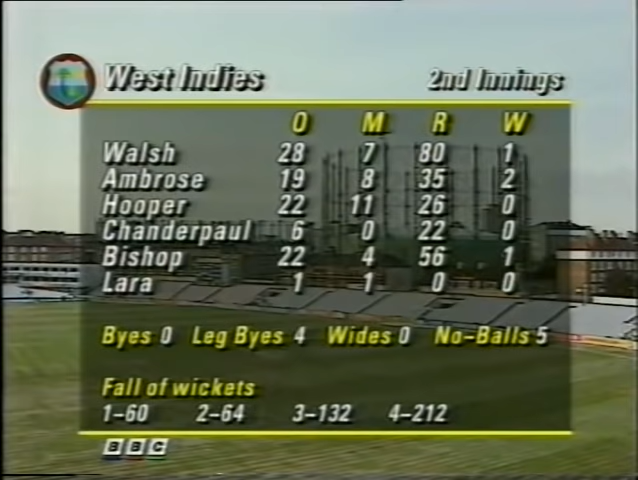 West Indies 2nd Innings
O M R W
Walsh 28 7 80 1
Ambrose 19 8 35 2
Hooper 22 11 26 0
Chanderpaul 6 0 22 0
Bishop 22 4 56 1
Lara 1 1 0 0
Byes 0 Leg Byes 4 Wides 0 No-Balls 5
Fall of wickets
1-60 2-64 3-132 4-212
BBC